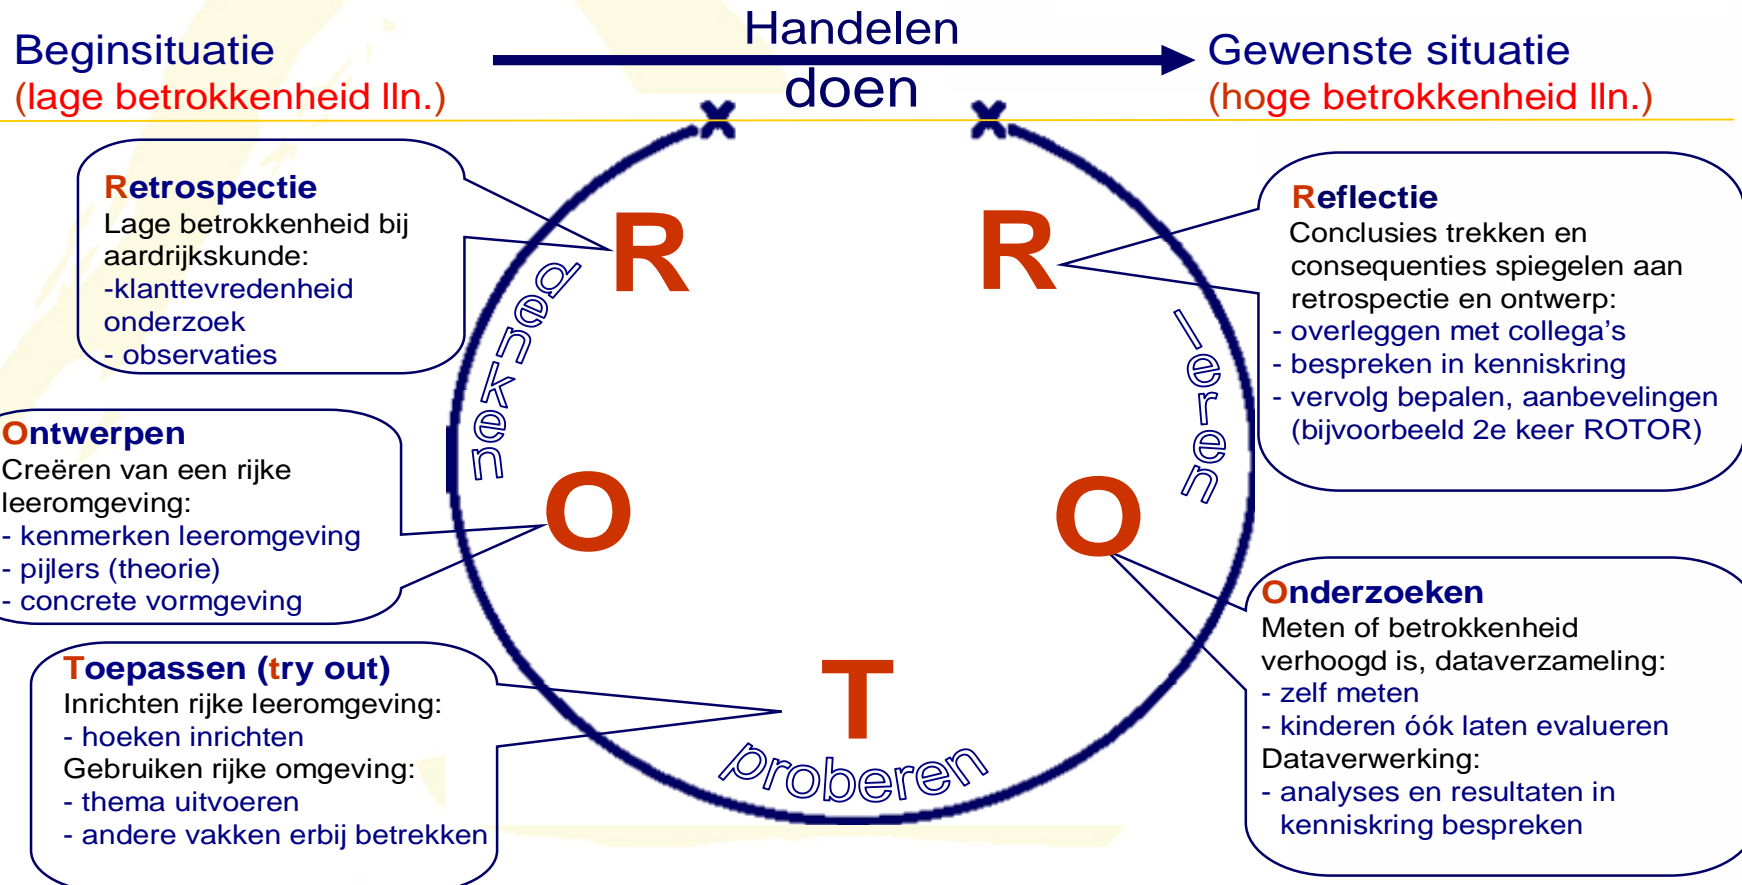 Beginsituatie
(lage betrokkenheid lln.)
Handelen
doen
Gewenste situatie
(hoge betrokkenheid lln.)
Retrospectie
Lage betrokkenheid bij
aardrijkskunde:
-klanttevredenheid
onderzoek
- observaties
Ontwerpen
Creëren van een rijke
leeromgeving:
- kenmerken leeromgeving
- pijlers (theorie)
- concrete vormgeving
Toepassen (try out)
Inrichten rijke leeromgeving:
- hoeken inrichten
Gebruiken rijke omgeving:
- thema uitvoeren
- andere vakken erbij betrekken
R
O
T
O
R
denken
proberen
leren
Reflectie
Conclusies trekken en
consequenties spiegelen aan
retrospectie en ontwerp:
- overleggen met collega's
- bespreken in kenniskring
- vervolg bepalen, aanbevelingen
(bijvoorbeeld 2e keer ROTOR)
Onderzoeken
Meten of betrokkenheid
verhoogd is, dataverzameling:
- zelf meten
- kinderen óók laten evalueren
Dataverwerking:
- analyses en resultaten in
kenniskring bespreken